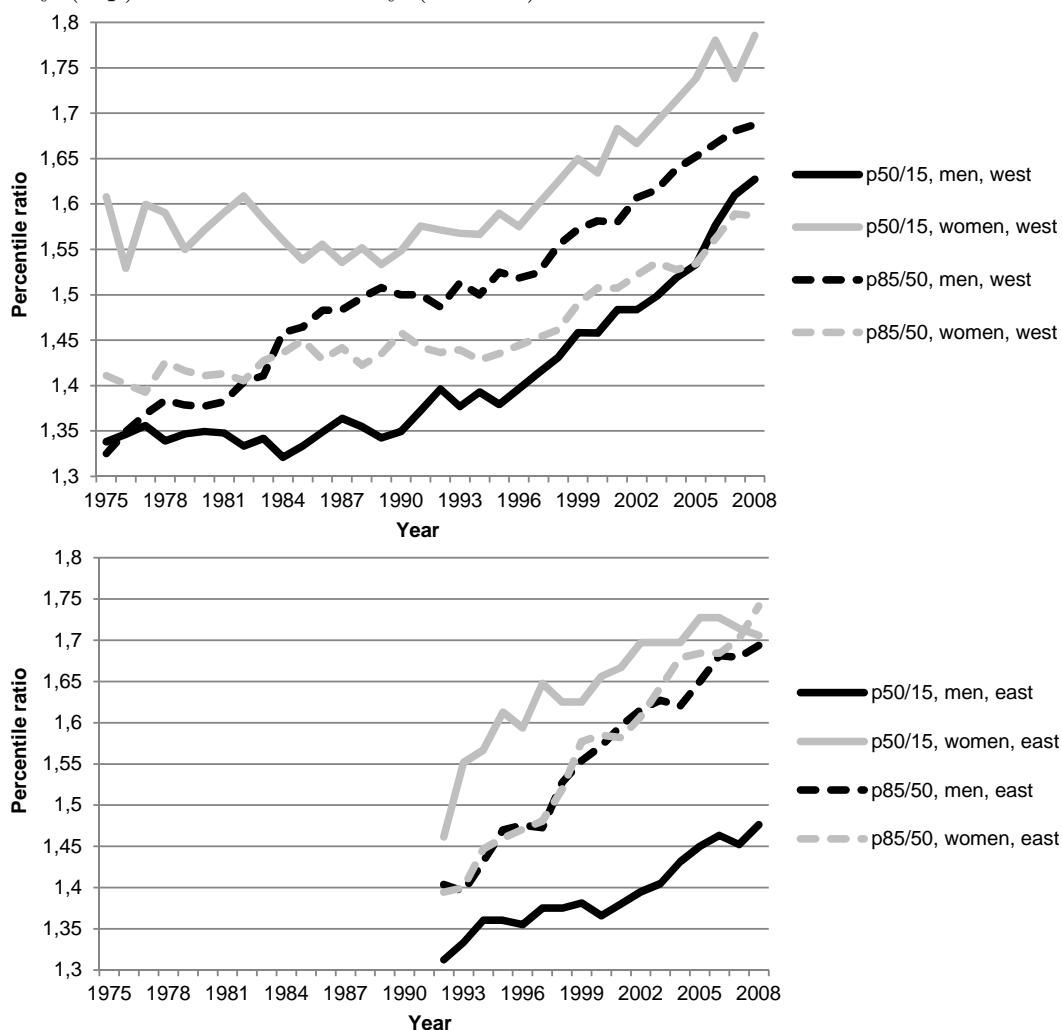 1,8
1,75
1,7
1,65
1,6
1,55
1,5
1,45
1,4
1,35
1,3
Percentile ratio
1975 1978 1981 1984 1987 1990 1993 1996 1999 2002 2005 2008
Year
p50/15, men, west
p50/15, women, west
p85/50, men, west
p85/50, women, west
1,8
1,75
1,7
1,65
1,6
1,55
1,5
1,45
1,4
1,35
1,3
Percentile ratio
1975 1978 1981 1984 1987 1990 1993 1996 1999 2002 2005 2008
Year
p50/15, men, east
p50/15, women, east
p85/50, men, east
p85/50, women, east